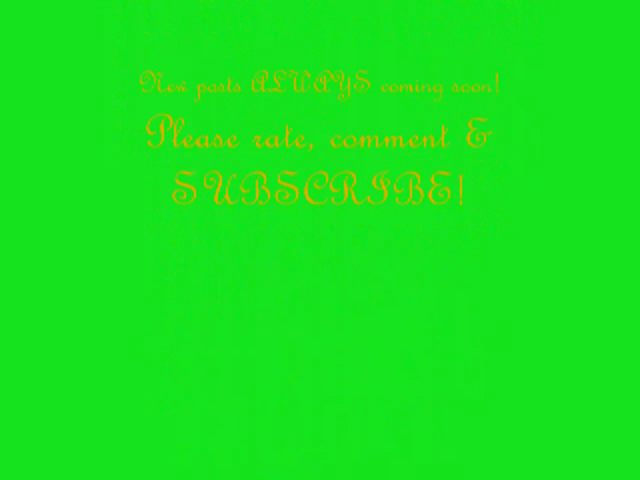 New posts ALWAYS coming soon!
Please rate, comment &
SUBSCRIBE!